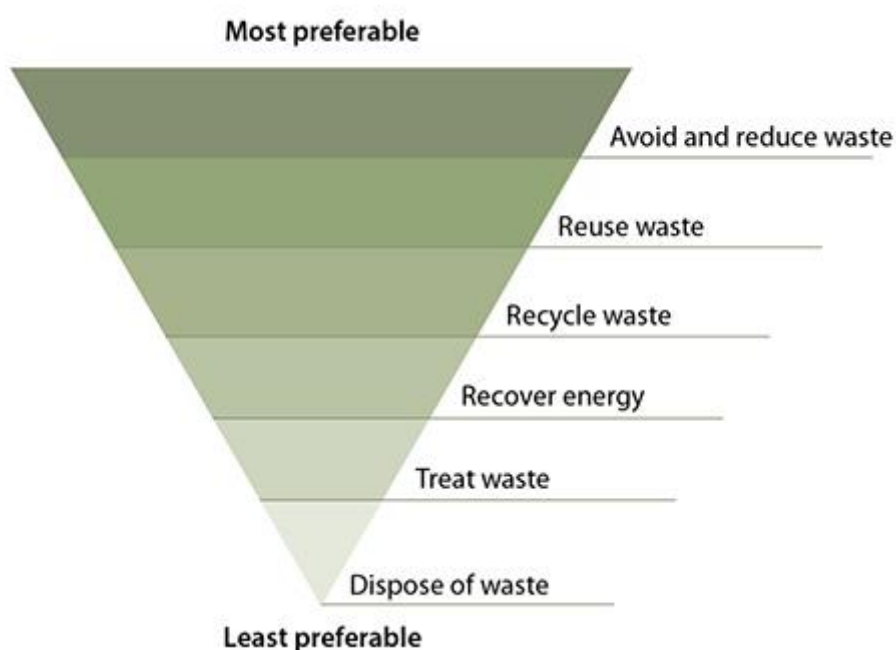 Most preferable
Avoid and reduce waste
Reuse waste
Recycle waste
Recover energy
Treat waste
Dispose of waste
Least preferable